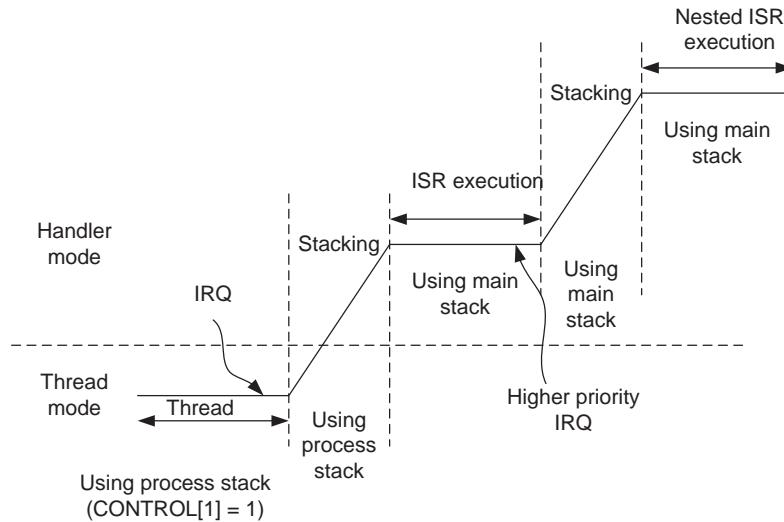 Nested ISR
execution
Stacking
Using main
stack
ISR execution
Handler
mode
Stacking
Using main
stack
Using
main
stack
IRQ
Thread
mode
Thread
Using
process
stack
Higher priority
IRQ
Using process stack
(CONTROL[1] = 1)